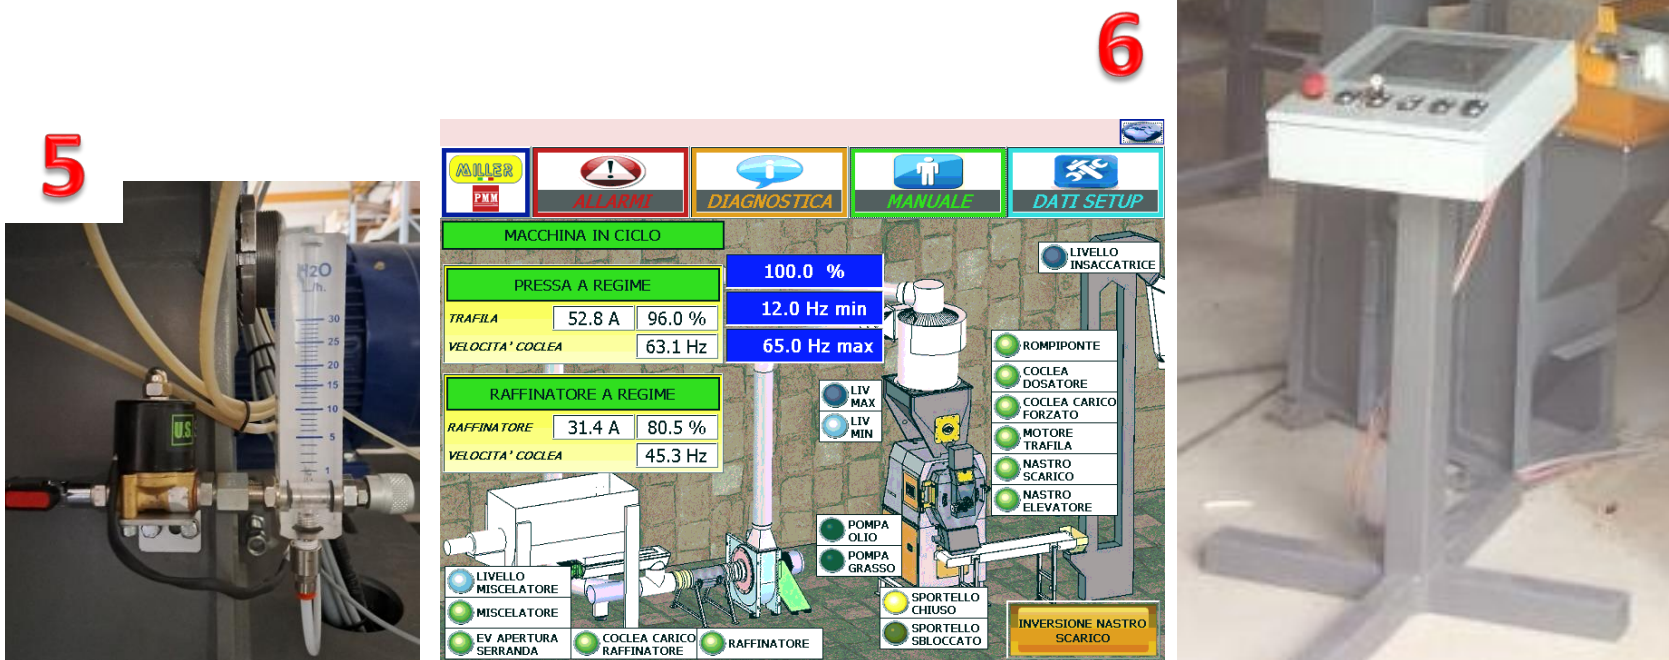 5
6
U.S.
H2O
L/h.
30
25
20
15
10
5
1
MILLER
PMM
ALLARMI
DIAGNOSTICA
MANUALE
DATI SETUP
MACCHINA IN CICLO
PRESSA A REGIME
TRAFILA 52.8 A 96.0 %
VELOCITA' COCLEA 63.1 Hz
100.0 %
12.0 Hz min
65.0 Hz max
RAFFINATORE A REGIME
RAFFINATORE 31.4 A 80.5 %
VELOCITA' COCLEA 45.3 Hz
LIVELLO
INSACCATRICE
LIV
MAX
LIV
MIN
ROMPIPONTE
COCLEA
DOSATORE
COCLEA CARICO
FORZATO
MOTORE
TRAFILA
NASTRO
SCARICO
NASTRO
ELEVATORE
POMPA
OLIO
POMPA
GRASSO
LIVELLO
MISCELATORE
MISCELATORE
EV APERTURA
SERRANDA
COCLEA CARICO
RAFFINATORE
RAFFINATORE
SPORTELLO
CHIUSO
SPORTELLO
SBLOCCATO
INVERSIONE NASTRO
SCARICO